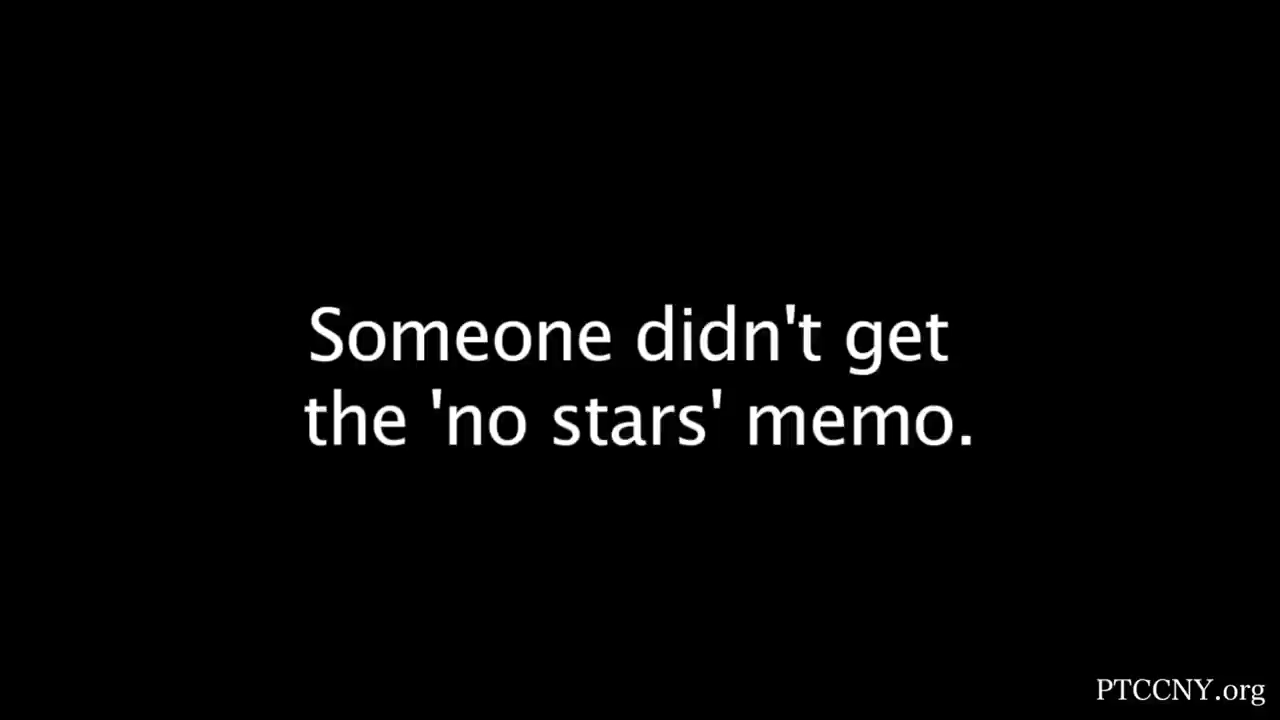 Someone didn't get
the 'no stars' memo.
PTCCNY.org